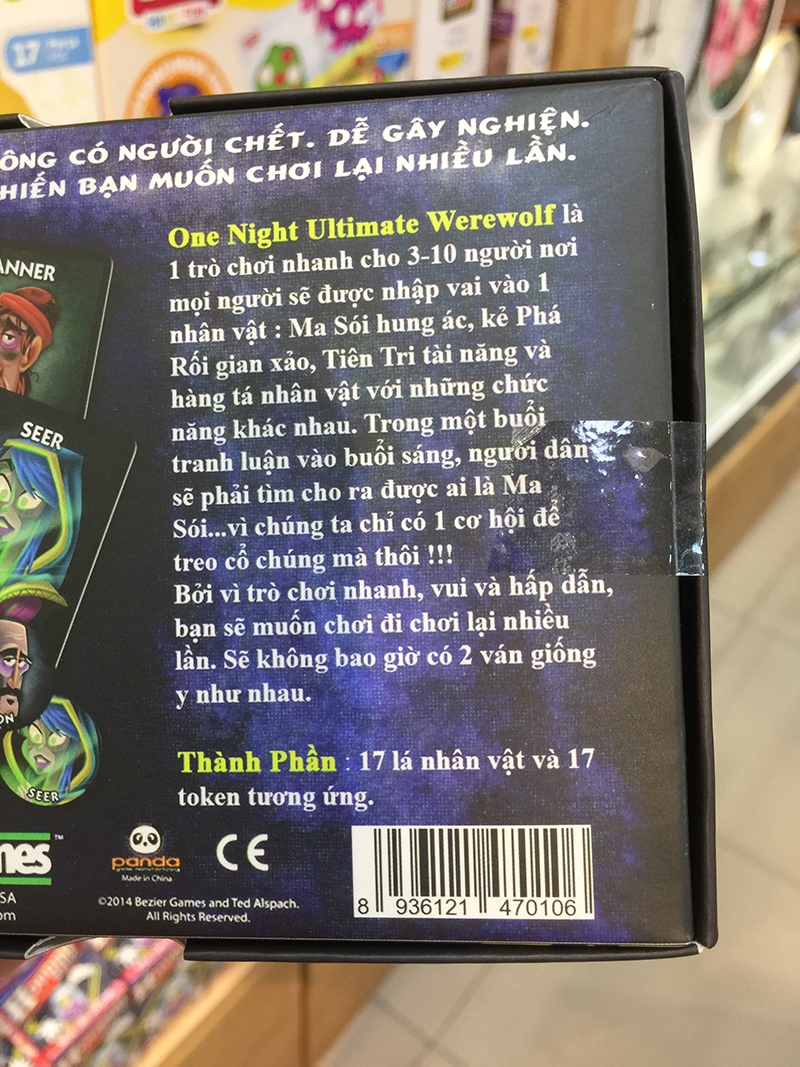 17
ÔNG CÓ NGƯỜI CHẾT. DỄ GÂY NGHIỆN.
HIẾN BẠN MUỐN CHƠI LẠI NHIỀU LẦN.
ANNER
SEER
ON
SEER
One Night Ultimate Werewolf là
1 trò chơi nhanh cho 3-10 người nơi
mọi người sẽ được nhập vai vào 1
nhân vật : Ma Sói hung ác, kẻ Phá
Rối gian xảo, Tiên Tri tài năng và
hàng tá nhân vật với những chức
năng khác nhau. Trong một buổi
tranh luận vào buổi sáng, người dân
sẽ phải tìm cho ra được ai là Ma
Sói...vì chúng ta chỉ có 1 cơ hội để
treo cổ chúng mà thôi !!!
Bởi vì trò chơi nhanh, vui và hấp dẫn,
bạn sẽ muốn chơi đi chơi lại nhiều
lần. Sẽ không bao giờ có 2 ván giống
y như nhau.
Thành Phần : 17 lá nhân vật và 17
token tương ứng.
mes™
SA
om
panda
game manufacturing
Made in China
CE
©2014 Bezier Games and Ted Alspach.
All Rights Reserved.
8 936121 470106